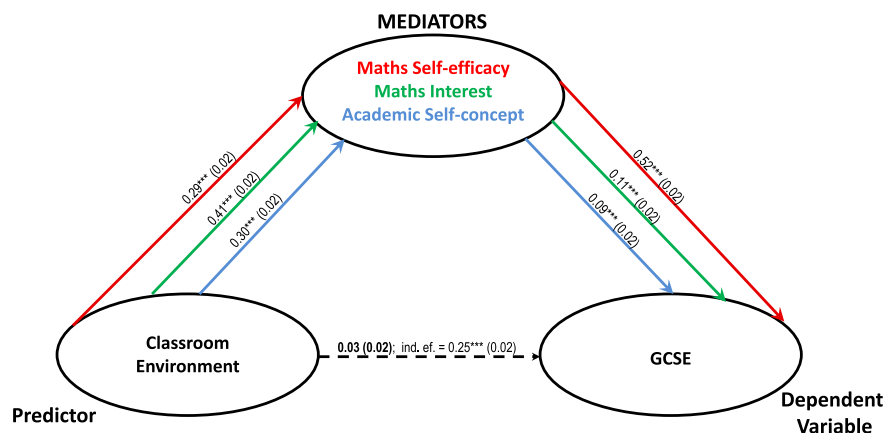 MEDIATORS
Maths Self-efficacy
Maths Interest
Academic Self-concept
0.29*** (0.02)
0.41*** (0.02)
0.30*** (0.02)
0.52*** (0.02)
0.11*** (0.02)
0.09*** (0.02)
Classroom
Environment
0.03 (0.02); ind. ef. = 0.25*** (0.02)
GCSE
Predictor
Dependent
Variable